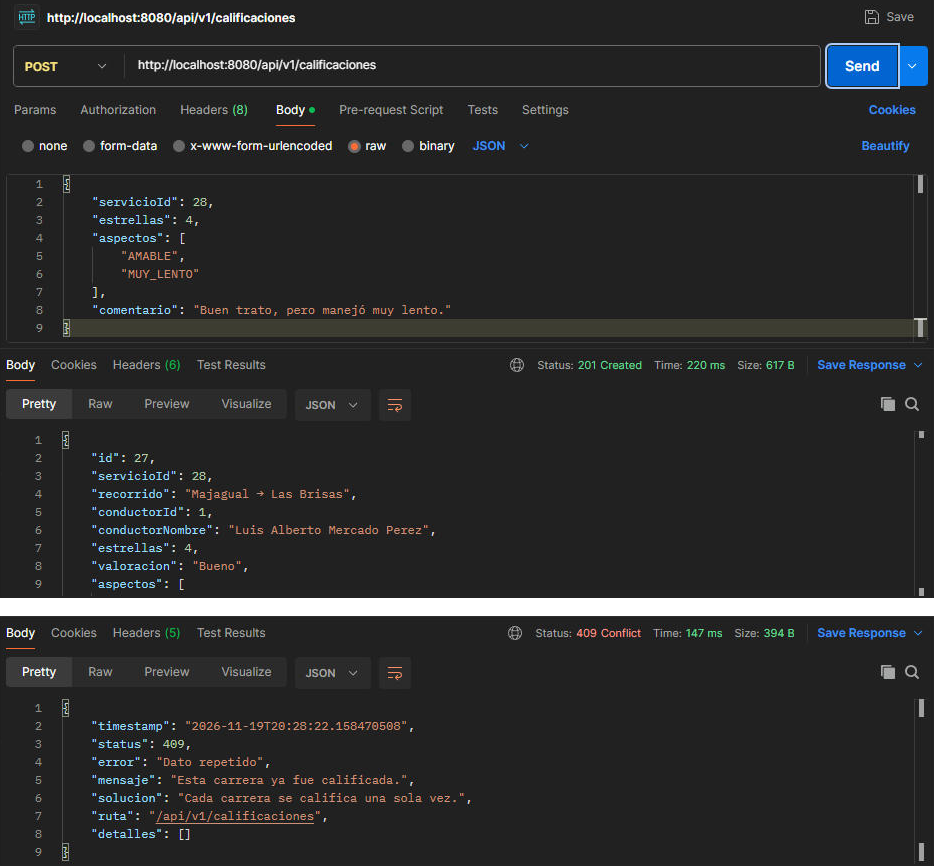 HTTP http://localhost:8080/api/v1/calificaciones Save
POST http://localhost:8080/api/v1/calificaciones Send
Params Authorization Headers (8) Body Pre-request Script Tests Settings Cookies
none form-data x-www-form-urlencoded raw binary JSON Beautify
1 {
2 "servicioId": 28,
3 "estrellas": 4,
4 "aspectos": [
5 "AMABLE",
6 "MUY_LENTO"
7 ],
8 "comentario": "Buen trato, pero manejó muy lento."
9 }
Body Cookies Headers (6) Test Results Status: 201 Created Time: 220 ms Size: 617 B Save Response
Pretty Raw Preview Visualize JSON
1 {
2 "id": 27,
3 "servicioId": 28,
4 "recorrido": "Majagual → Las Brisas",
5 "conductorId": 1,
6 "conductorNombre": "Luis Alberto Mercado Perez",
7 "estrellas": 4,
8 "valoracion": "Bueno",
9 "aspectos": [
Body Cookies Headers (5) Test Results Status: 409 Conflict Time: 147 ms Size: 394 B Save Response
Pretty Raw Preview Visualize JSON
1 {
2 "timestamp": "2026-11-19T20:28:22.158470508",
3 "status": 409,
4 "error": "Dato repetido",
5 "mensaje": "Esta carrera ya fue calificada.",
6 "solucion": "Cada carrera se califica una sola vez.",
7 "ruta": "/api/v1/calificaciones",
8 "detalles": []
9 }